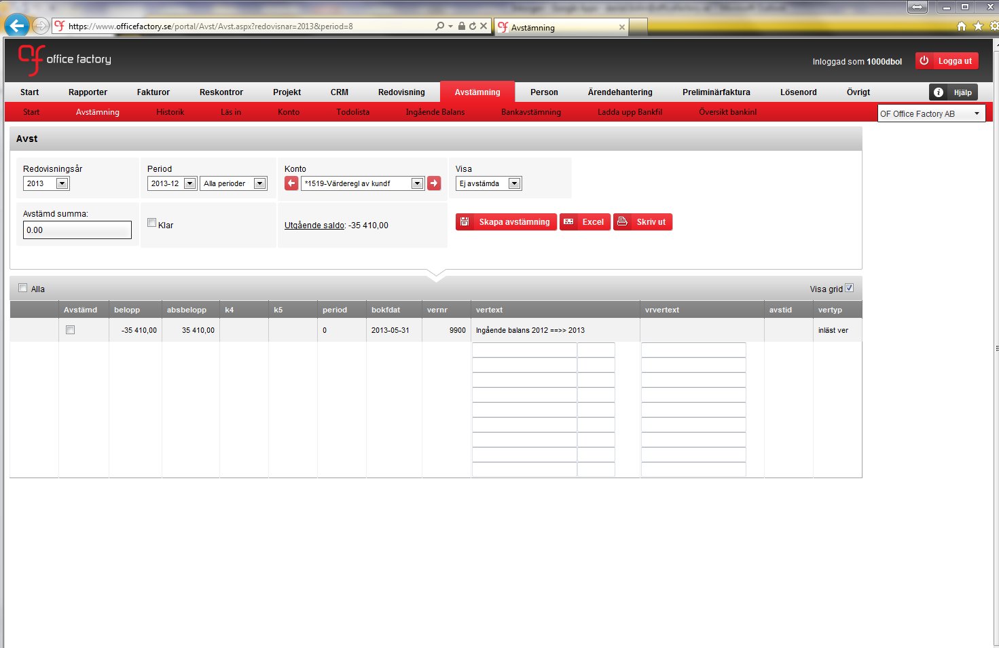 https://www.officefactory.se/portal/Avst/Avst.aspx?redovisnar=2013&period=8
Avstämning
office factory
Inloggad som 1000dbol
Logga ut
Start Rapporter Fakturor Reskontror Projekt CRM Redovisning Avstämning Person Ärendehantering Preliminärfaktura Lösenord Övrigt Hjälp
Start Avstämning Historik Läs in Konto Todolista Ingående Balans Bankavstämning Ladda upp Bankfil Översikt bankinl OF Office Factory AB
Avst
Redovisningsår Period Konto Visa
2013 2013-12 Alla perioder *1519-Värderegl av kundf Ej avstämda
Avstämd summa:
0.00 Klar Utgående saldo: -35 410,00 Skapa avstämning Excel Skriv ut
Alla Visa grid
Avstämd belopp absbelopp k4 k5 period bokfdat vernr vertext vrvertext avstid vertyp
-35 410,00 35 410,00 0 2013-05-31 9900 Ingående balans 2012 ==>> 2013 inläst ver